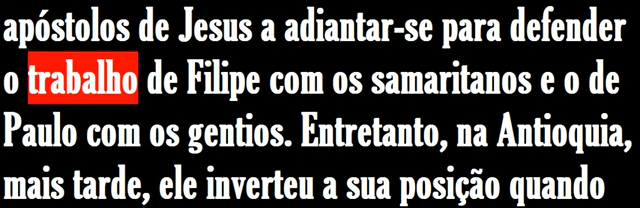 apóstolos de Jesus a adiantar-se para defender
o trabalho de Filipe com os samaritanos e o de
Paulo com os gentios. Entretanto, na Antioquia,
mais tarde, ele inverteu a sua posição quando